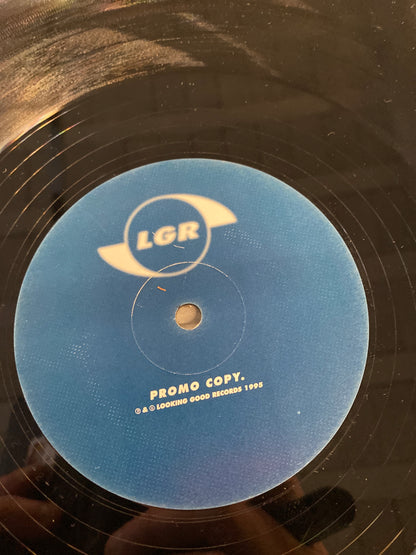 LGR
PROMO COPY.
℗ & © LOOKING GOOD RECORDS 1995